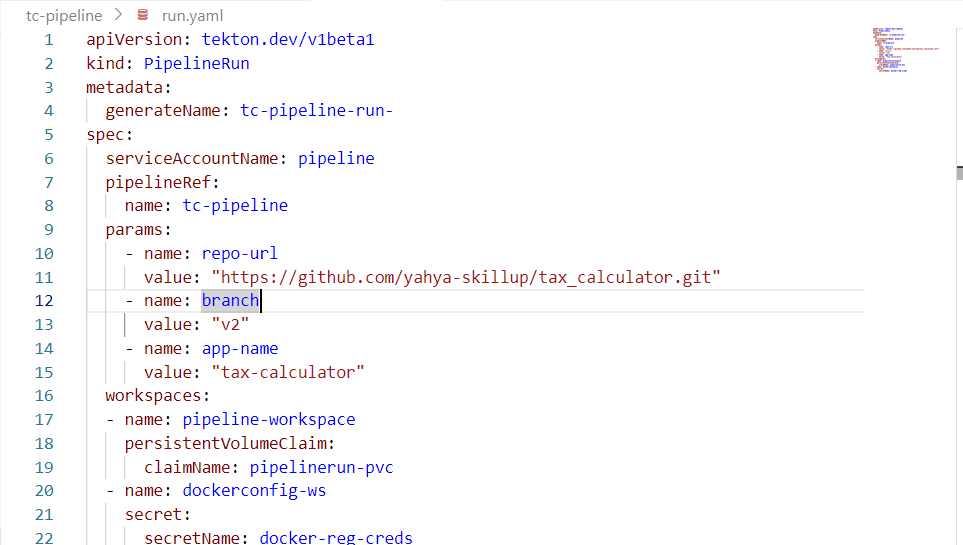 tc-pipeline > run.yaml
1 apiVersion: tekton.dev/v1beta1
2 kind: PipelineRun
3 metadata:
4   generateName: tc-pipeline-run-
5 spec:
6   serviceAccountName: pipeline
7   pipelineRef:
8     name: tc-pipeline
9   params:
10     - name: repo-url
11       value: "https://github.com/yahya-skillup/tax_calculator.git"
12     - name: branch
13       value: "v2"
14     - name: app-name
15       value: "tax-calculator"
16   workspaces:
17   - name: pipeline-workspace
18     persistentVolumeClaim:
19       claimName: pipelinerun-pvc
20   - name: dockerconfig-ws
21     secret:
22       secretName: docker-reg-creds